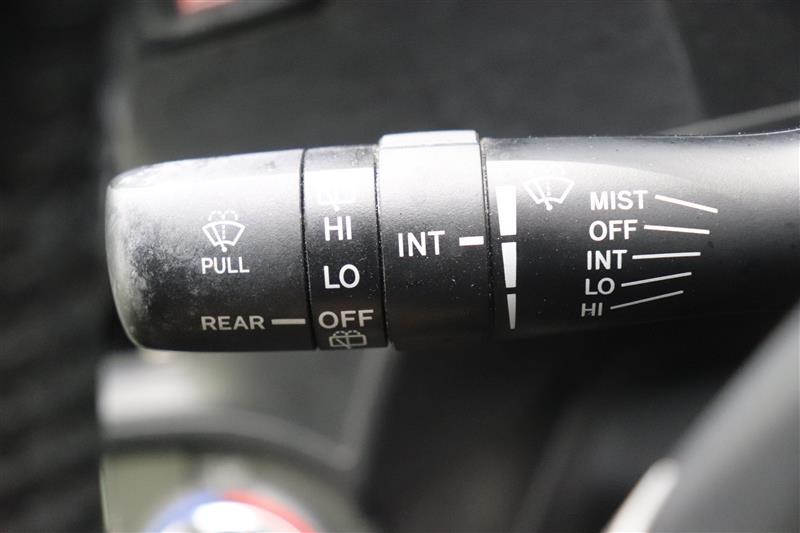 PULL
REAR
HI
LO
OFF
INT
MIST
OFF
INT
LO
HI